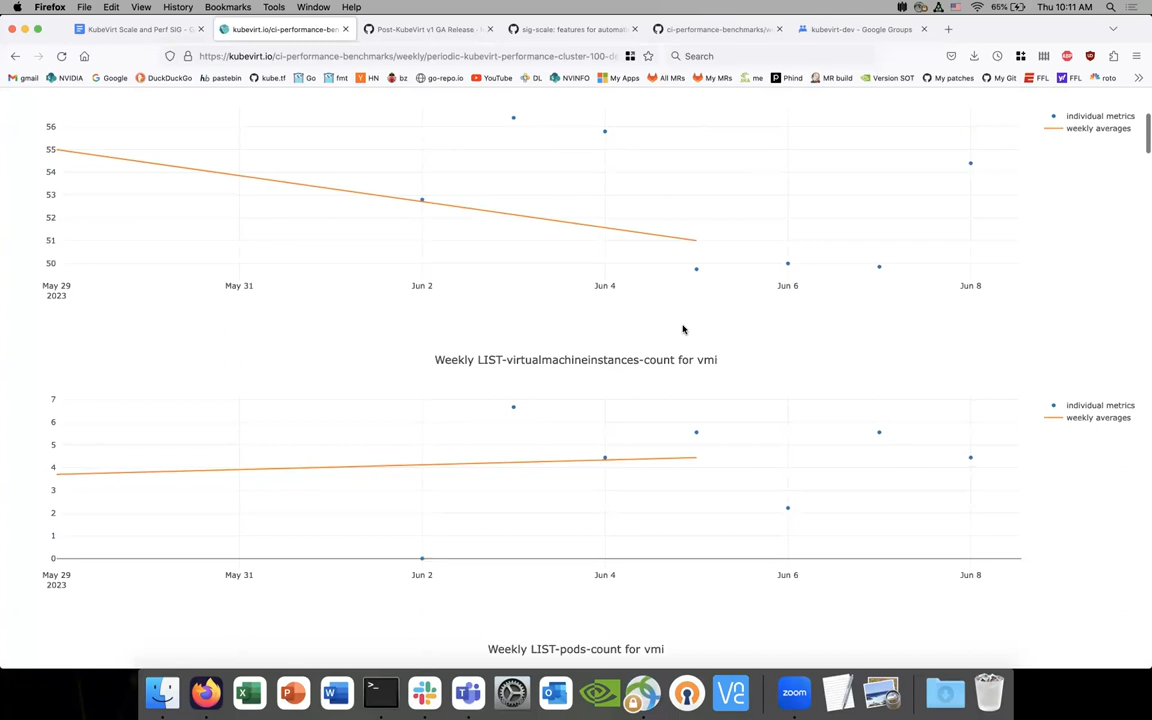 Firefox File Edit View History Bookmarks Tools Window Help 65% Thu 10:11 AM
KubeVirt Scale and Perf SIG - G
kubevirt.io/ci-performance-ben
Post-KubeVirt v1 GA Release -
sig-scale: features for automati
ci-performance-benchmarks/w
kubevirt-dev - Google Groups
https://kubevirt.io/ci-performance-benchmarks/weekly/periodic-kubevirt-performance-cluster-100-d
Search
gmail NVIDIA Google DuckDuckGo pastebin kube.tf Go fmt HN bz go-repo.io YouTube DL NVINFO My Apps All MRs My MRs me Phind MR build Version SOT My patches My Git FFL FFL roto
individual metrics
weekly averages
56
55
54
53
52
51
50
May 29 May 31 Jun 2 Jun 4 Jun 6 Jun 8
2023
Weekly LIST-virtualmachineinstances-count for vmi
individual metrics
weekly averages
7
6
5
4
3
2
1
0
May 29 May 31 Jun 2 Jun 4 Jun 6 Jun 8
2023
Weekly LIST-pods-count for vmi
zoom